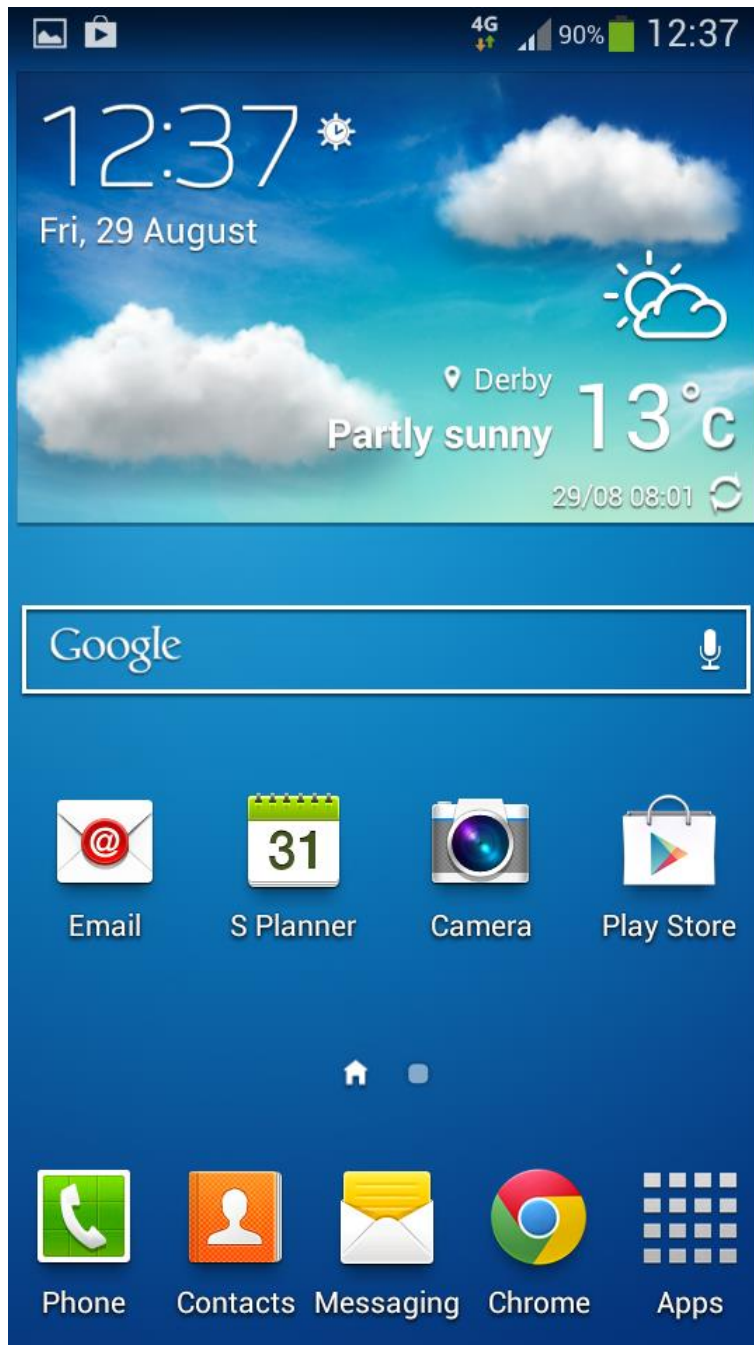 4G 90% 12:37
12:37
Fri, 29 August
Derby
Partly sunny 13°c
29/08 08:01
Google
@ 31
Email S Planner Camera Play Store
Phone Contacts Messaging Chrome Apps